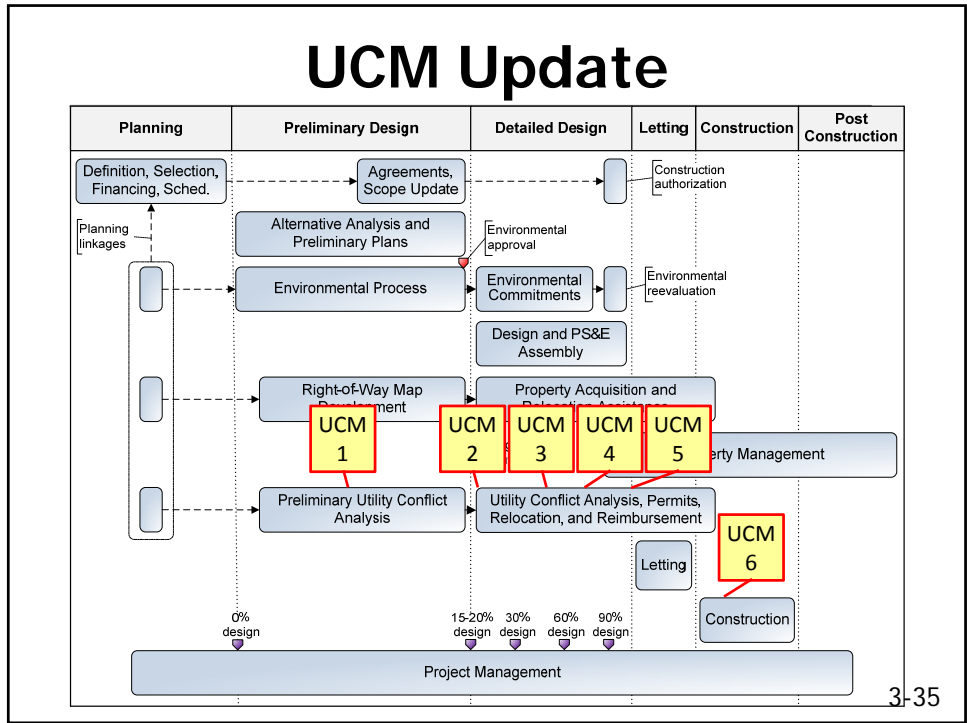 UCM Update
Planning
Preliminary Design
Detailed Design
Letting
Construction
Post
Construction
Definition, Selection,
Financing, Sched.
Agreements,
Scope Update
Construction
authorization
Planning
linkages
Alternative Analysis and
Preliminary Plans
Environmental
approval
Environmental Process
Environmental
Commitments
Environmental
reevaluation
Design and PS&E
Assembly
Right-of-Way Map
Property Acquisition and
UCM
1
UCM
2
UCM
3
UCM
4
UCM
5
Management
Preliminary Utility Conflict
Analysis
Utility Conflict Analysis, Permits,
Relocation, and Reimbursement
UCM
6
Letting
Construction
0%
design
15-20%
design
30%
design
60%
design
90%
design
Project Management
3-35